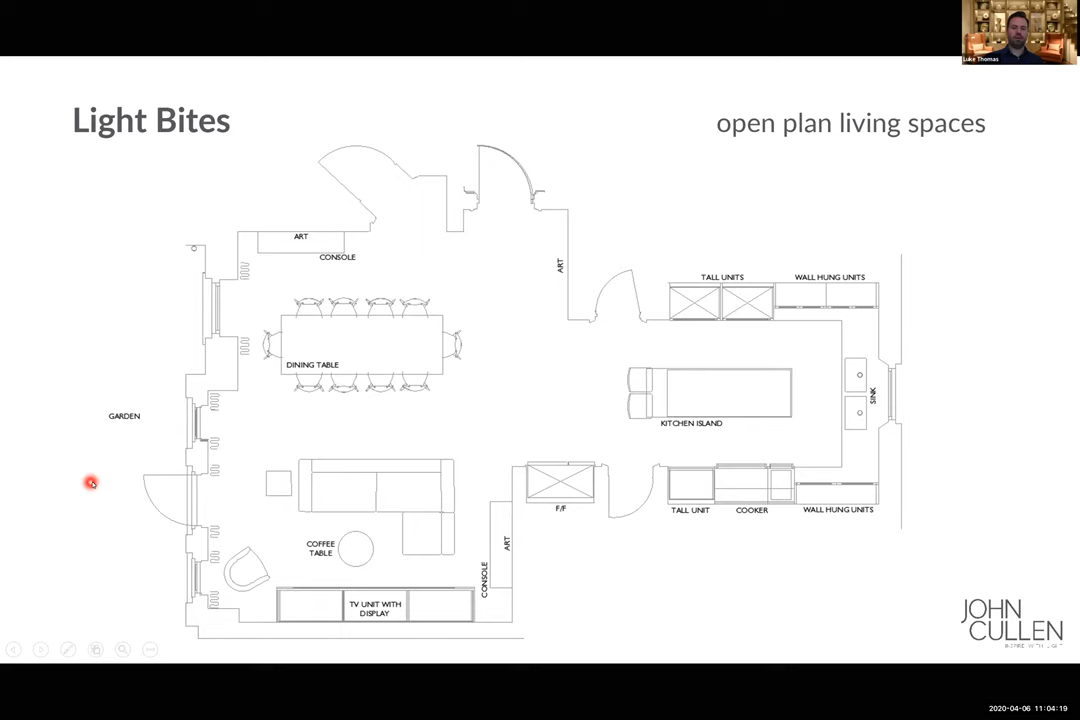 Luke Thomas
Light Bites
open plan living spaces
ART
CONSOLE
ART
TALL UNITS
WALL HUNG UNITS
DINING TABLE
SINK
GARDEN
KITCHEN ISLAND
F/F
TALL UNIT
COOKER
WALL HUNG UNITS
COFFEE
TABLE
ART
CONSOLE
TV UNIT WITH
DISPLAY
JOHN
CULLEN
2020-04-06 11:04:19